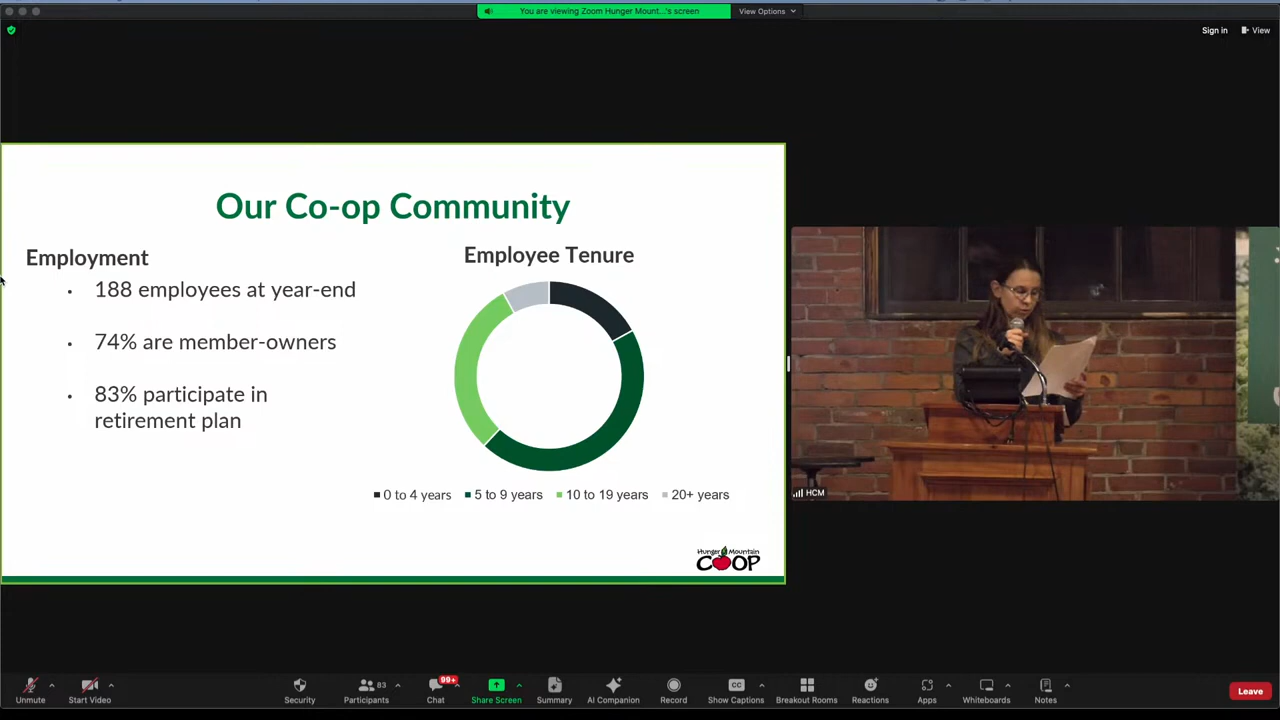 You are viewing Zoom Hunger Mount...'s screen
View Options
Sign in
View
Our Co-op Community
Employment
188 employees at year-end
74% are member-owners
83% participate in
retirement plan
Employee Tenure
0 to 4 years
5 to 9 years
10 to 19 years
20+ years
Hunger Mountain
COOP
HCM
Unmute
Start Video
Security
83
Participants
99+
Chat
Share Screen
Summary
AI Companion
Record
CC
Show Captions
Breakout Rooms
Reactions
Apps
Whiteboards
Notes
Leave